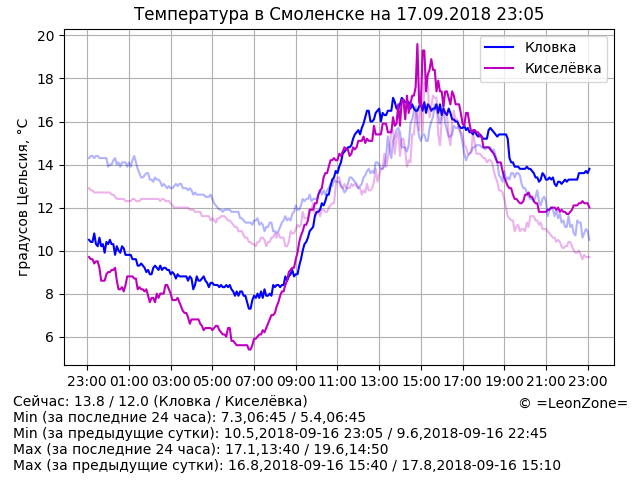 Температура в Смоленске на 17.09.2018 23:05
Кловка
Киселёвка
градусов Цельсия, °C
20
18
16
14
12
10
8
6
23:00 01:00 03:00 05:00 07:00 09:00 11:00 13:00 15:00 17:00 19:00 21:00 23:00
Сейчас: 13.8 / 12.0 (Кловка / Киселёвка)
© =LeonZone=
Min (за последние 24 часа): 7.3,06:45 / 5.4,06:45
Min (за предыдущие сутки): 10.5,2018-09-16 23:05 / 9.6,2018-09-16 22:45
Max (за последние 24 часа): 17.1,13:40 / 19.6,14:50
Max (за предыдущие сутки): 16.8,2018-09-16 15:40 / 17.8,2018-09-16 15:10